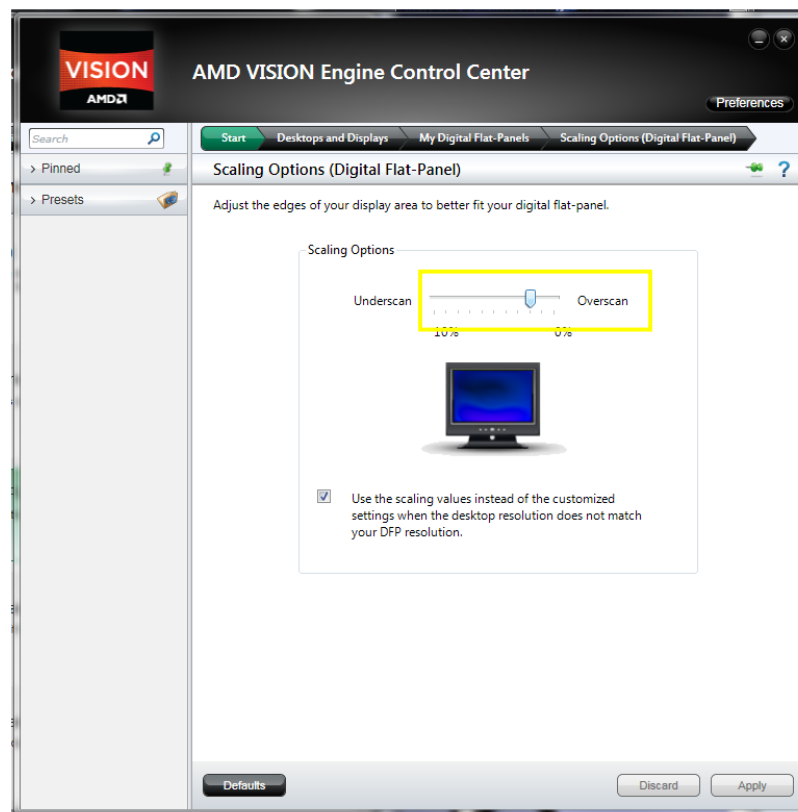 VISION
AMD
AMD VISION Engine Control Center
Preferences
Search
Start
Desktops and Displays
My Digital Flat-Panels
Scaling Options (Digital Flat-Panel)
Pinned
Scaling Options (Digital Flat-Panel)
?
Presets
Adjust the edges of your display area to better fit your digital flat-panel.
Scaling Options
Underscan
Overscan
10%
0%
Use the scaling values instead of the customized
settings when the desktop resolution does not match
your DFP resolution.
Defaults
Discard
Apply